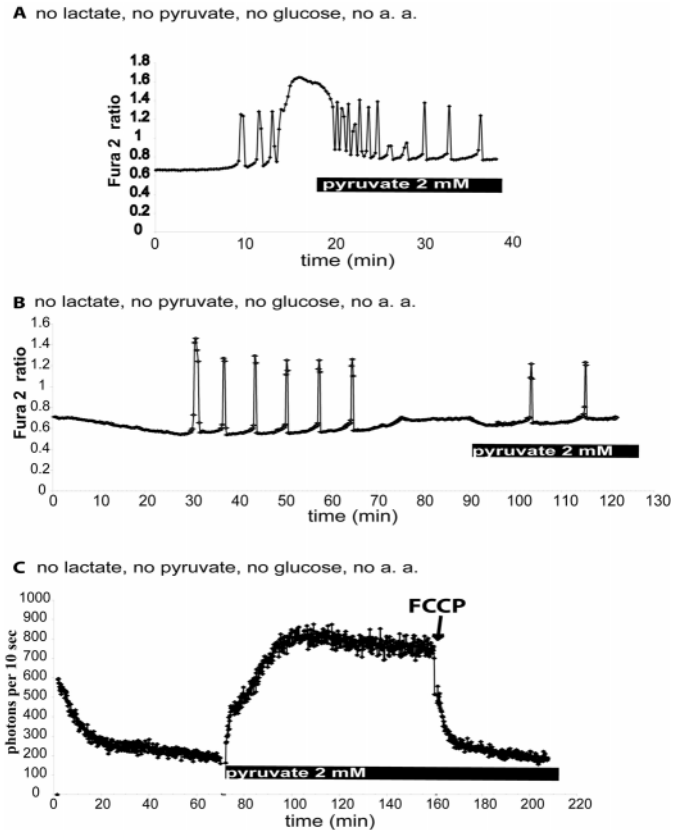 A no lactate, no pyruvate, no glucose, no a. a.
Fura 2 ratio
1.8
1.6
1.4
1.2
1
0.8
0.6
0.4
0.2
0
pyruvate 2 mM
0 10 20 30 40
time (min)
B no lactate, no pyruvate, no glucose, no a. a.
Fura 2 ratio
1.6
1.4
1.2
1
0.8
0.6
0.4
0.2
0
pyruvate 2 mM
0 10 20 30 40 50 60 70 80 90 100 110 120 130
time (min)
C no lactate, no pyruvate, no glucose, no a. a.
photons per 10 sec
1000
900
800
700
600
500
400
300
200
100
0
FCCP
pyruvate 2 mM
0 20 40 60 80 100 120 140 160 180 200 220
time (min)